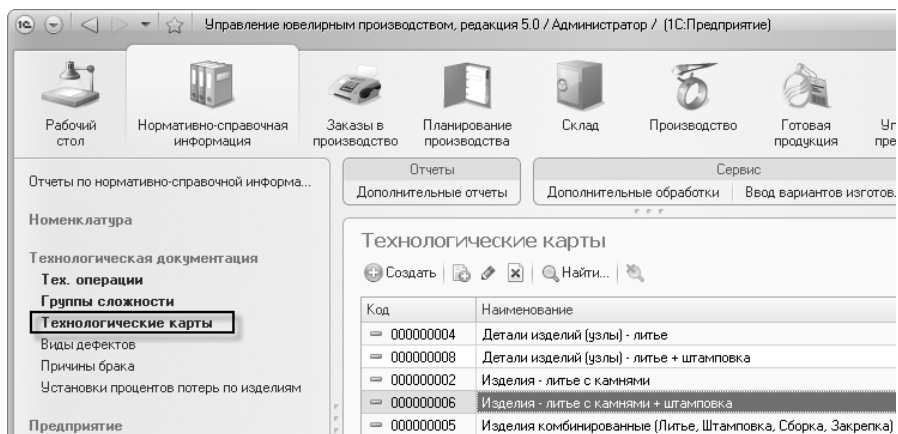 Управление ювелирным производством, редакция 5.0 / Администратор / (1С:Предприятие)
Рабочий стол
Нормативно-справочная информация
Заказы в производство
Планирование производства
Склад
Производство
Готовая продукция
Отчеты по нормативно-справочной информа...
Номенклатура
Технологическая документация
Тех. операции
Группы сложности
Технологические карты
Виды дефектов
Причины брака
Установки процентов потерь по изделиям
Предприятие
Отчеты
Дополнительные отчеты
Сервис
Дополнительные обработки Ввод вариантов изготов.
Технологические карты
Создать Найти...
Код Наименование
000000004 Детали изделий (узлы) - литье
000000008 Детали изделий (узлы) - литье + штамповка
000000002 Изделия - литье с камнями
000000006 Изделия - литье с камнями + штамповка
000000005 Изделия комбинированные (Литье, Штамповка, Сборка, Закрепка)